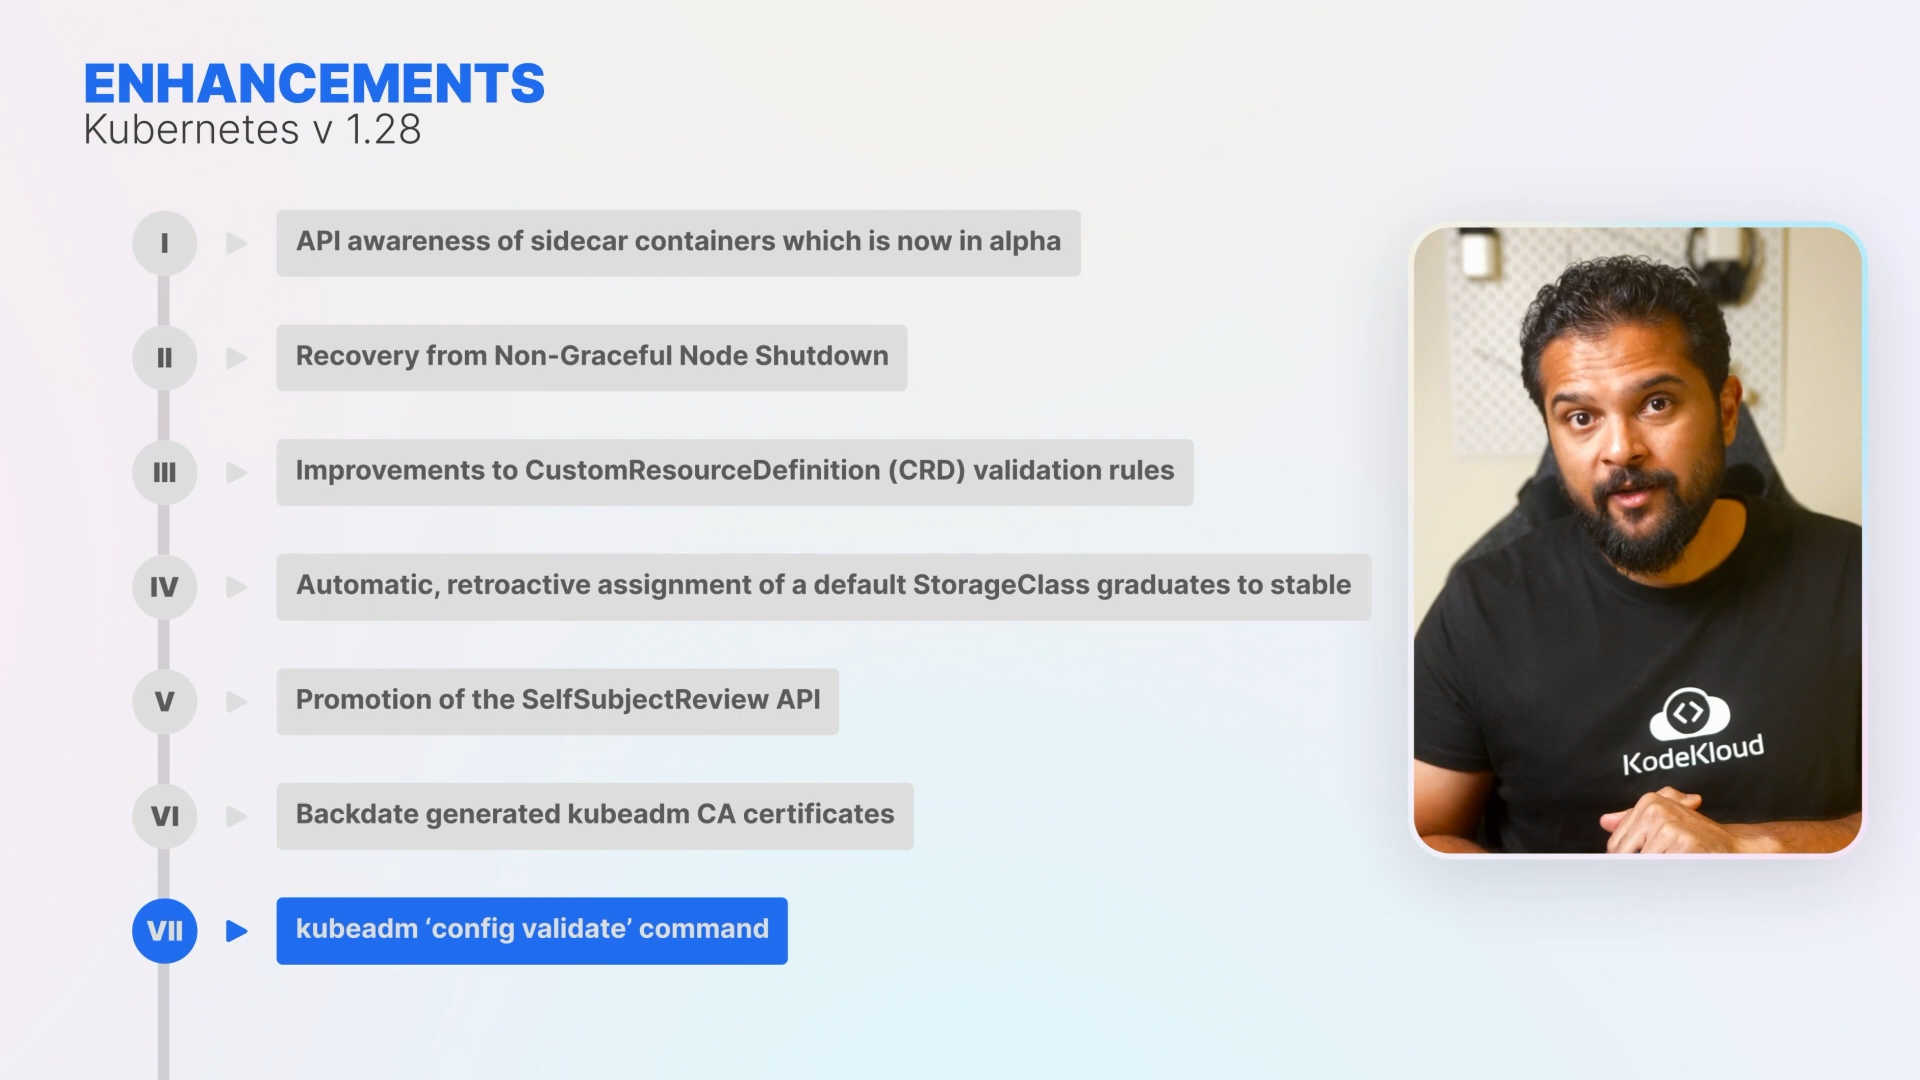 ENHANCEMENTS
Kubernetes v 1.28
I
API awareness of sidecar containers which is now in alpha
II
Recovery from Non-Graceful Node Shutdown
III
Improvements to CustomResourceDefinition (CRD) validation rules
IV
Automatic, retroactive assignment of a default StorageClass graduates to stable
V
Promotion of the SelfSubjectReview API
VI
Backdate generated kubeadm CA certificates
VII
kubeadm ‘config validate’ command
KodeKloud